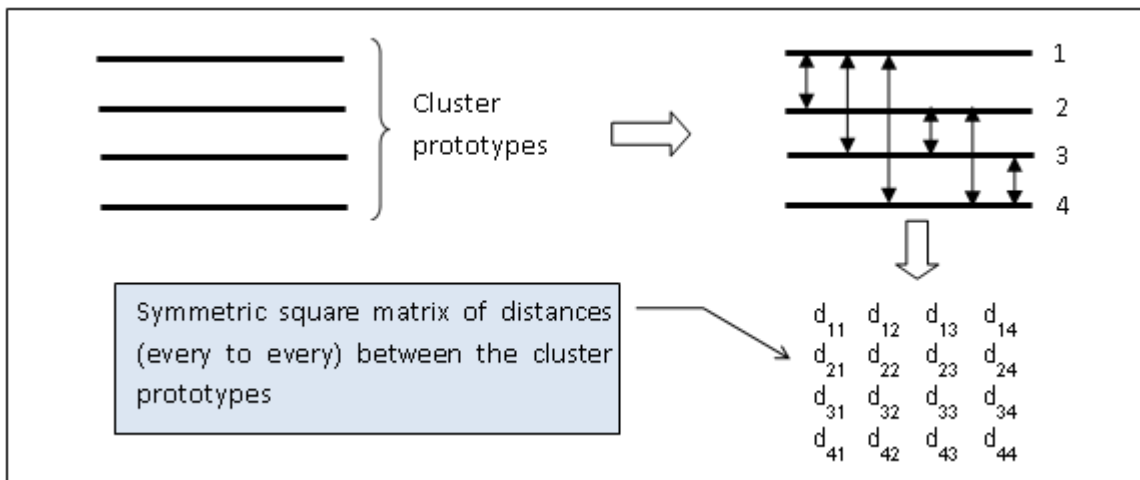 Cluster
prototypes
1
2
3
4
Symmetric square matrix of distances
(every to every) between the cluster
prototypes
d11 d12 d13 d14
d21 d22 d23 d24
d31 d32 d33 d34
d41 d42 d43 d44